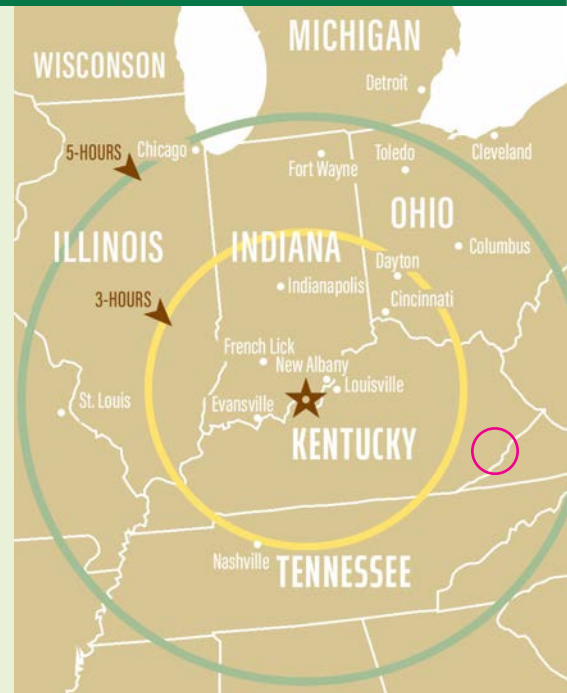 MICHIGAN
WISCONSON
Detroit
5-HOURS
Chicago
Fort Wayne
Toledo
Cleveland
OHIO
ILLINOIS
INDIANA
Columbus
Dayton
Indianapolis
3-HOURS
Cincinnati
French Lick
New Albany
Louisville
St. Louis
Evansville
KENTUCKY
Nashville
TENNESSEE